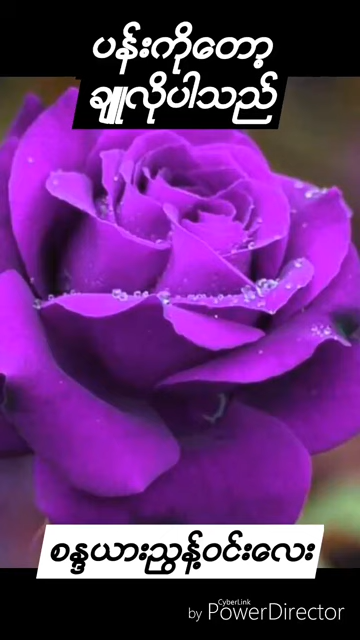 ပန်းကိုတော့
ချူလိုပါသည်
စန္ဒယားညွန့်ဝင်းလေး
CyberLink
by PowerDirector